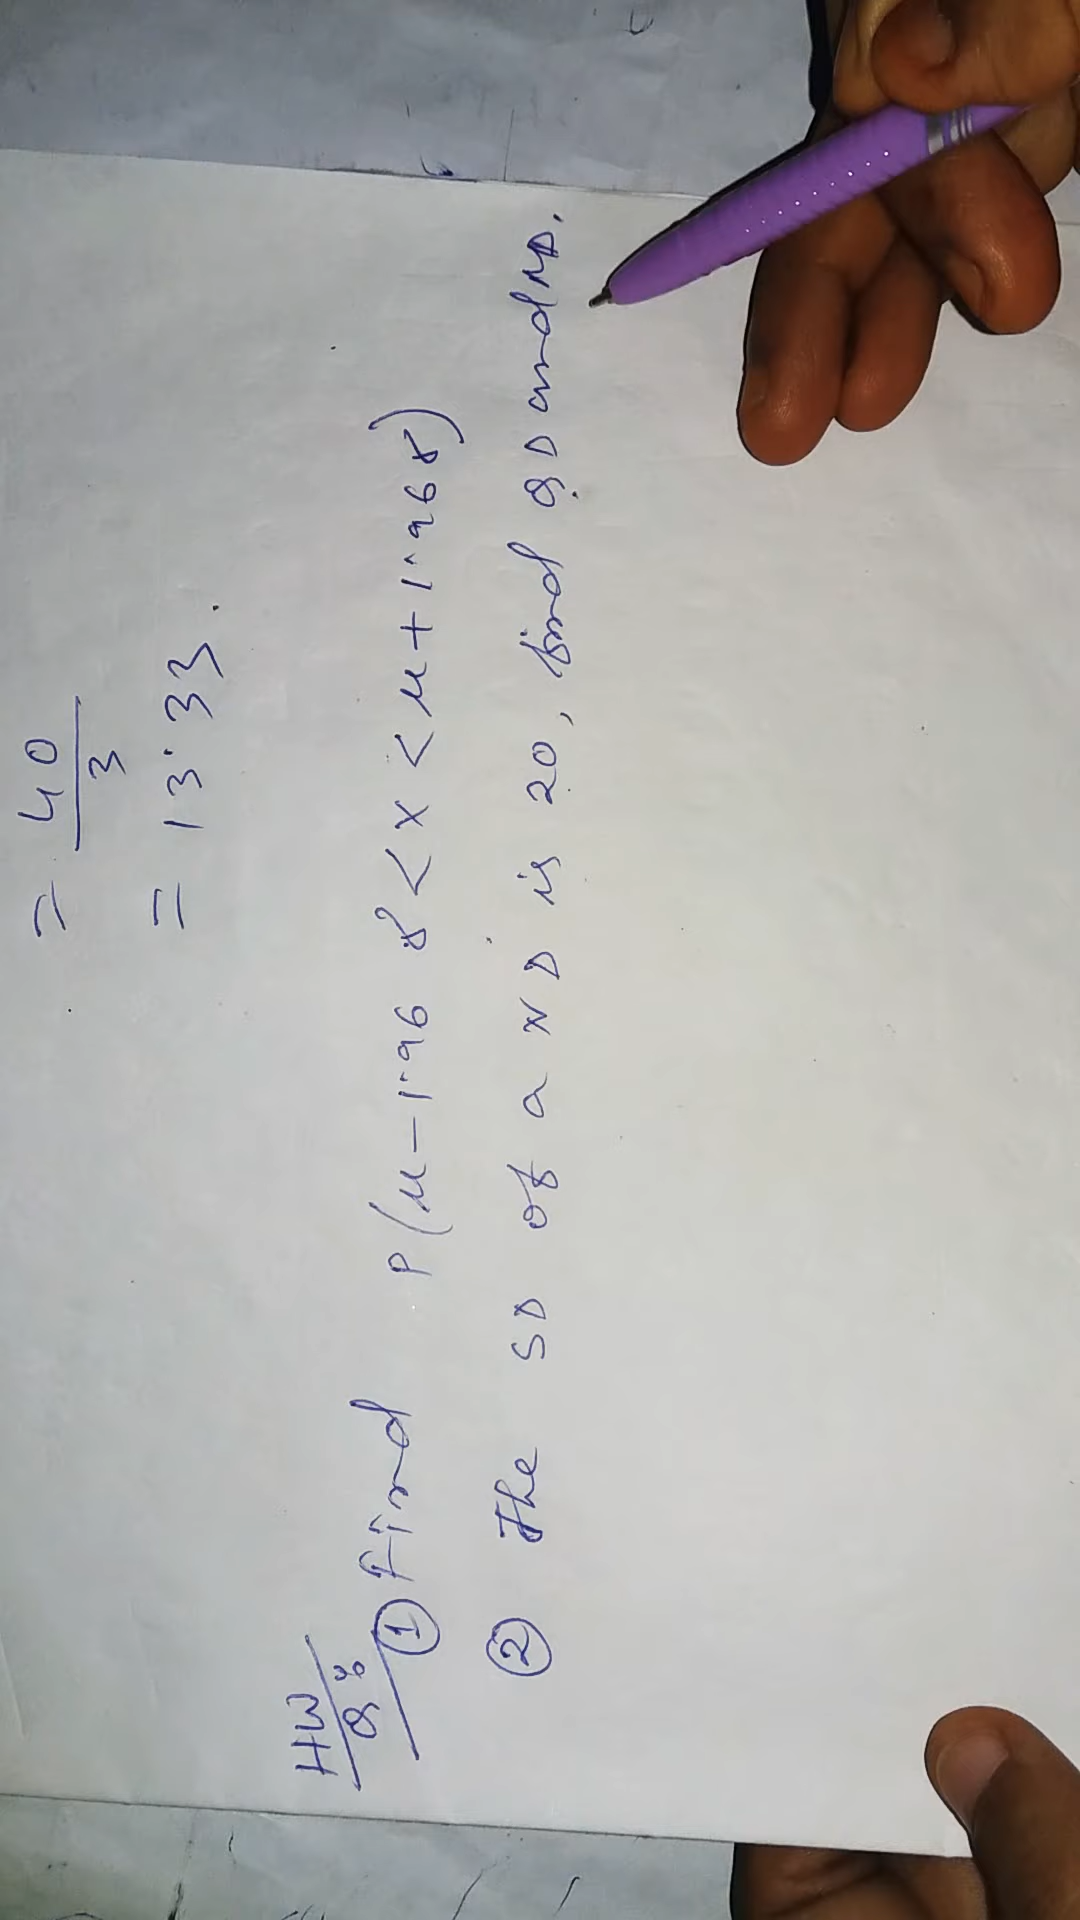 = 40/3
= 13.33.
HW
Q:
① Find P(μ-1.96 σ < x < μ+1.96 σ)
② The SD of a ND is 20, find QD and MD.